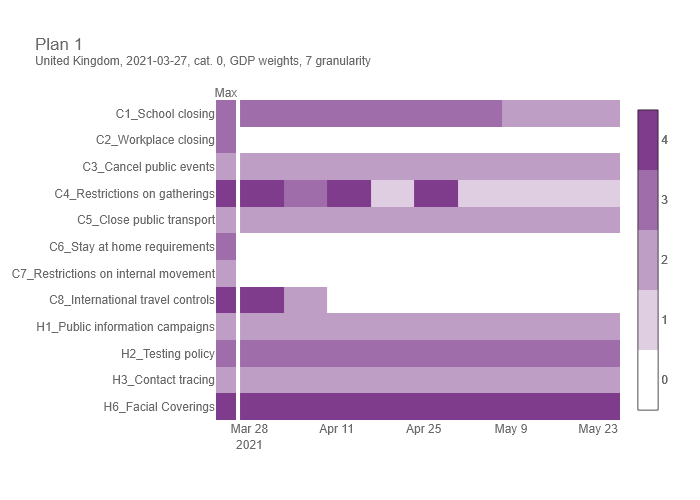 Plan 1
United Kingdom, 2021-03-27, cat. 0, GDP weights, 7 granularity
Max
C1_School closing
C2_Workplace closing
C3_Cancel public events
C4_Restrictions on gatherings
C5_Close public transport
C6_Stay at home requirements
C7_Restrictions on internal movement
C8_International travel controls
H1_Public information campaigns
H2_Testing policy
H3_Contact tracing
H6_Facial Coverings
Mar 28 Apr 11 Apr 25 May 9 May 23
2021
4
3
2
1
0